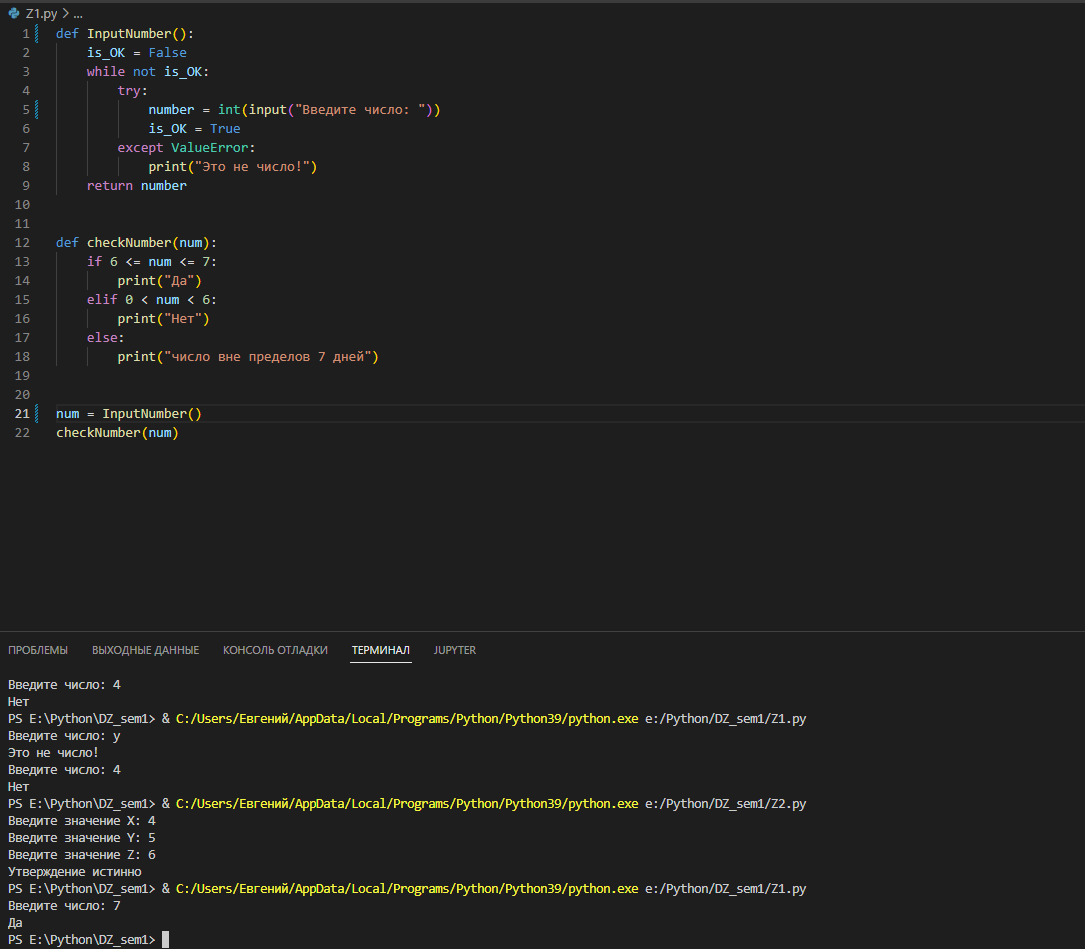 Z1.py > ...
1 def InputNumber():
2     is_OK = False
3     while not is_OK:
4         try:
5             number = int(input("Введите число: "))
6             is_OK = True
7         except ValueError:
8             print("Это не число!")
9     return number
10
11
12 def checkNumber(num):
13     if 6 <= num <= 7:
14         print("Да")
15     elif 0 < num < 6:
16         print("Нет")
17     else:
18         print("число вне пределов 7 дней")
19
20
21 num = InputNumber()
22 checkNumber(num)
ПРОБЛЕМЫ ВЫХОДНЫЕ ДАННЫЕ КОНСОЛЬ ОТЛАДКИ ТЕРМИНАЛ JUPYTER
Введите число: 4
Нет
PS E:\Python\DZ_sem1> & C:/Users/Евгений/AppData/Local/Programs/Python/Python39/python.exe e:/Python/DZ_sem1/Z1.py
Введите число: y
Это не число!
Введите число: 4
Нет
PS E:\Python\DZ_sem1> & C:/Users/Евгений/AppData/Local/Programs/Python/Python39/python.exe e:/Python/DZ_sem1/Z2.py
Введите значение X: 4
Введите значение Y: 5
Введите значение Z: 6
Утверждение истинно
PS E:\Python\DZ_sem1> & C:/Users/Евгений/AppData/Local/Programs/Python/Python39/python.exe e:/Python/DZ_sem1/Z1.py
Введите число: 7
Да
PS E:\Python\DZ_sem1>